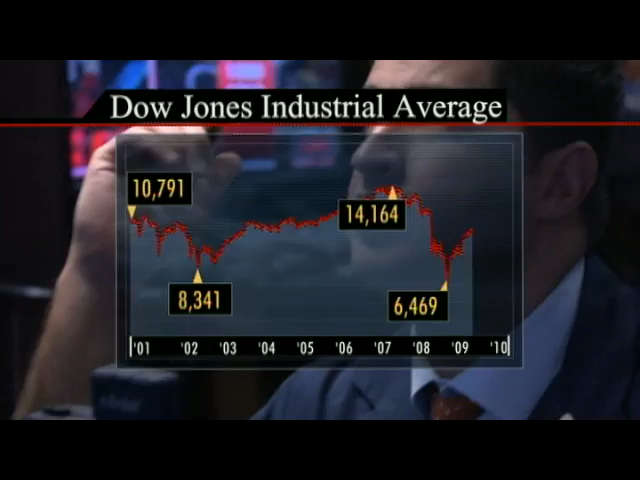 Dow Jones Industrial Average
10,791
14,164
8,341
6,469
'01 '02 '03 '04 '05 '06 '07 '08 '09 '10